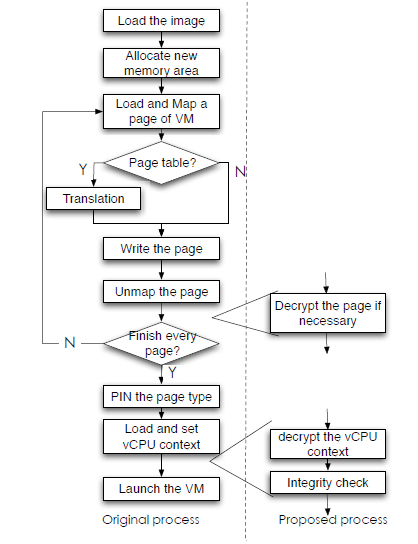 Load the image
Allocate new
memory area
Load and Map a
page of VM
Page table?
Y
N
Translation
Write the page
Unmap the page
Decrypt the page if
necessary
Finish every
page?
N
Y
PIN the page type
Load and set
vCPU context
decrypt the vCPU
context
Integrity check
Launch the VM
Original process
Proposed process